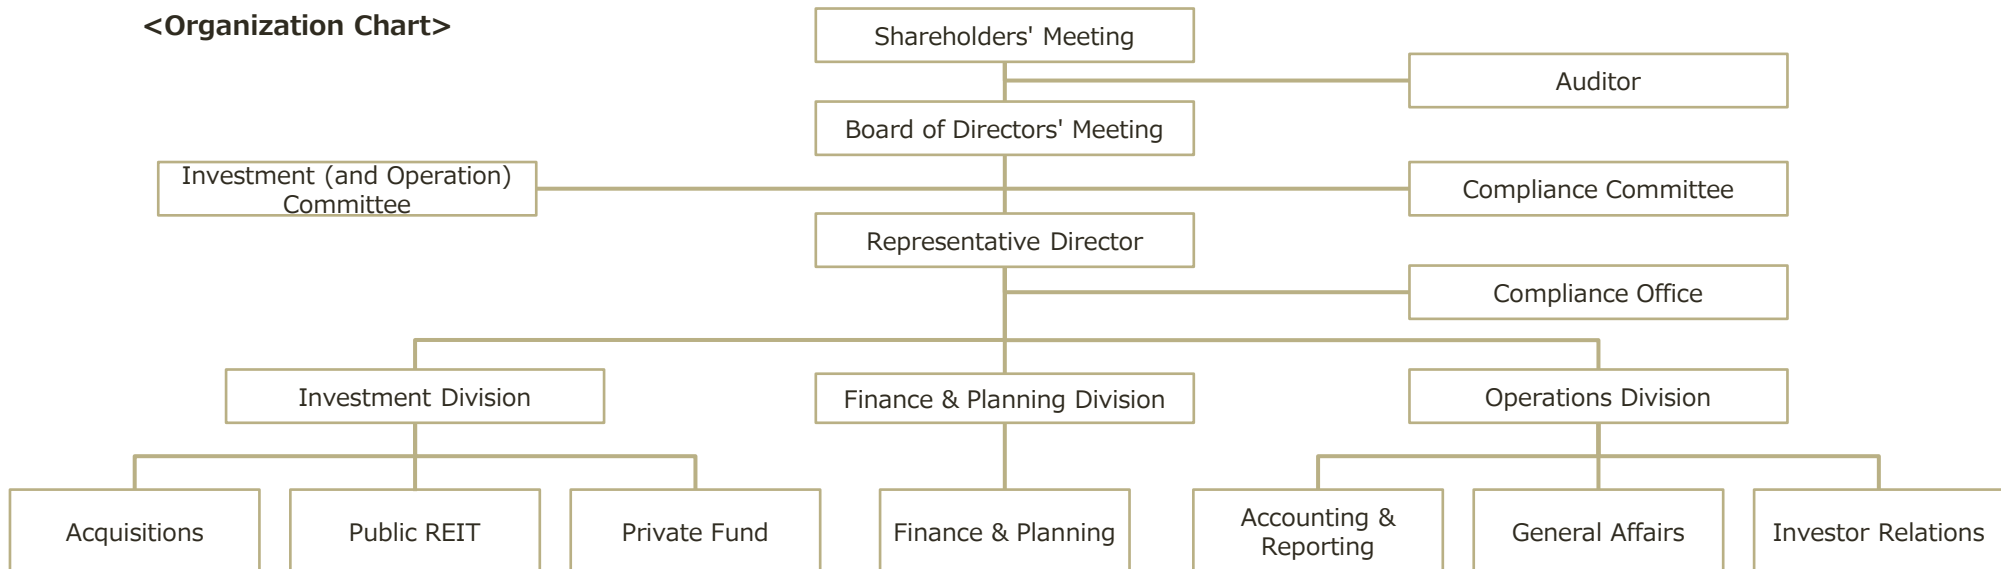 <Organization Chart>
Shareholders' Meeting
Auditor
Board of Directors' Meeting
Investment (and Operation)
Committee
Compliance Committee
Representative Director
Compliance Office
Investment Division
Finance & Planning Division
Operations Division
Acquisitions
Public REIT
Private Fund
Finance & Planning
Accounting &
Reporting
General Affairs
Investor Relations